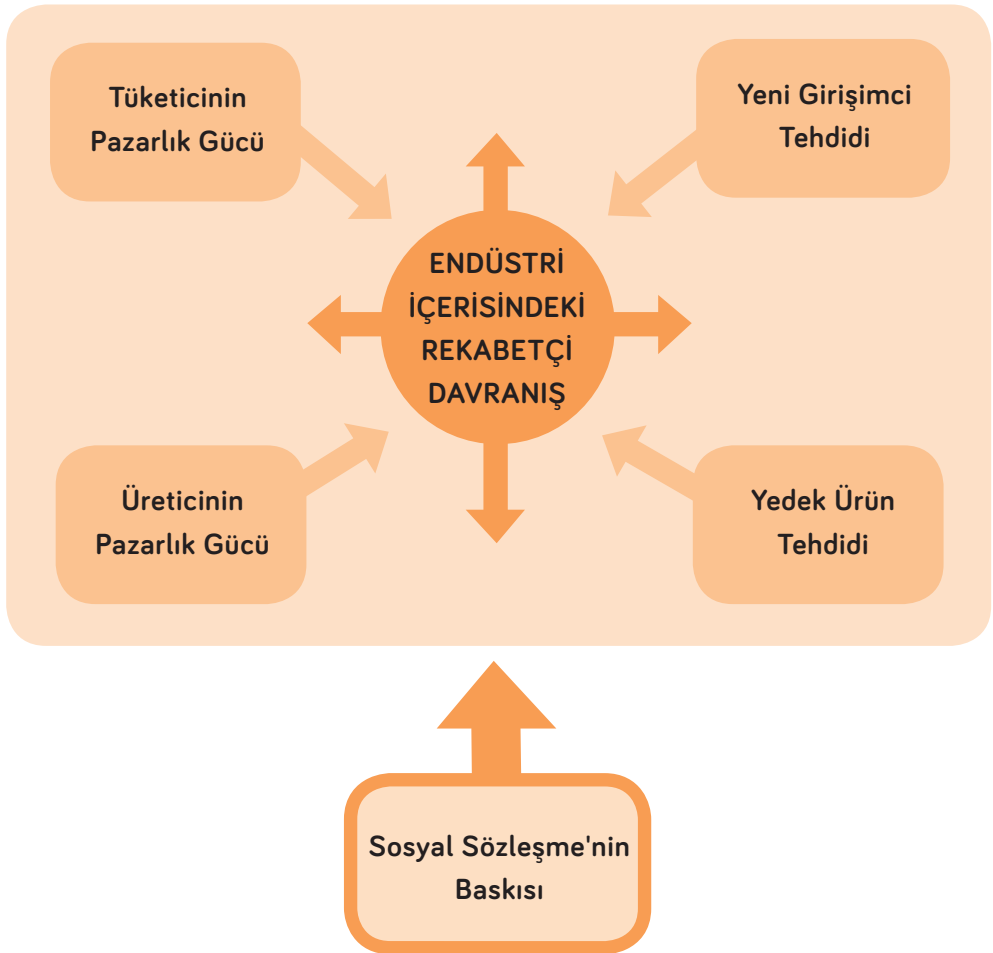 Tüketicinin
Pazarlık Gücü
Yeni Girişimci
Tehdidi
ENDÜSTRİ
İÇERİSİNDEKİ
REKABETÇİ
DAVRANIŞ
Üreticinin
Pazarlık Gücü
Yedek Ürün
Tehdidi
Sosyal Sözleşme'nin
Baskısı